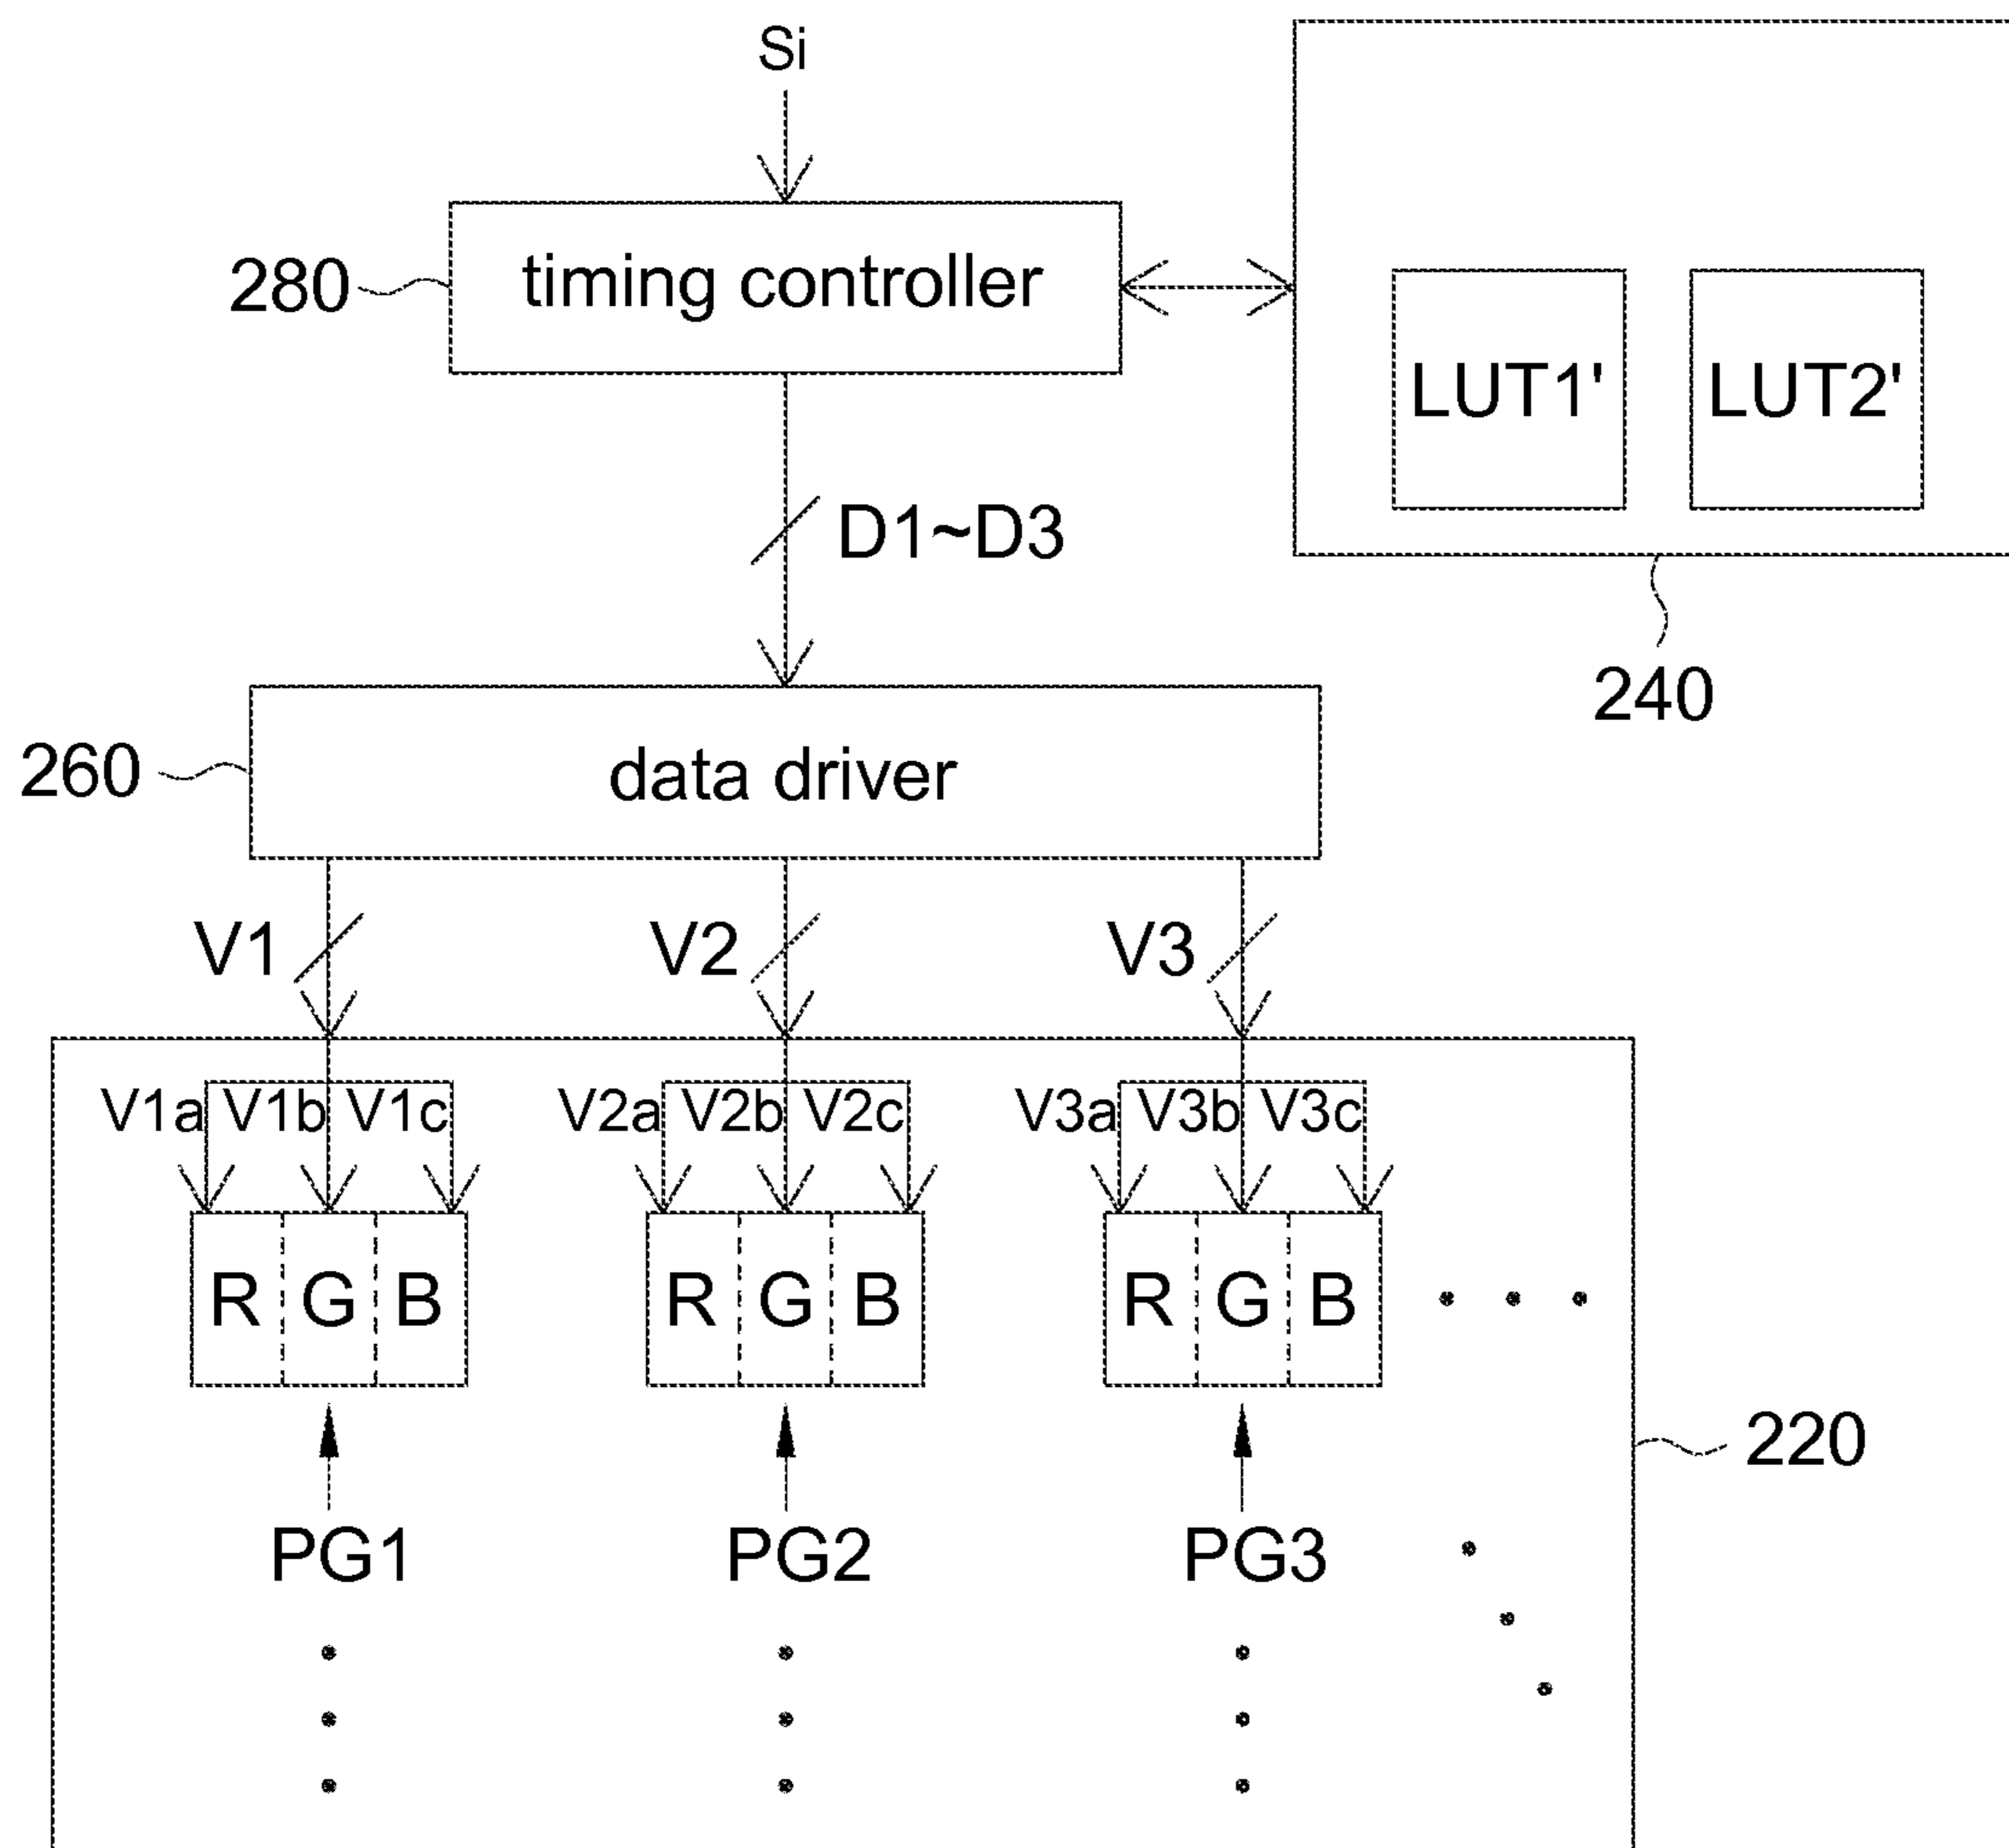 Si
280
timing controller
LUT1'
LUT2'
D1~D3
240
260
data driver
V1
V2
V3
V1a
V1b
V1c
V2a
V2b
V2c
V3a
V3b
V3c
R
G
B
R
G
B
R
G
B
220
PG1
PG2
PG3